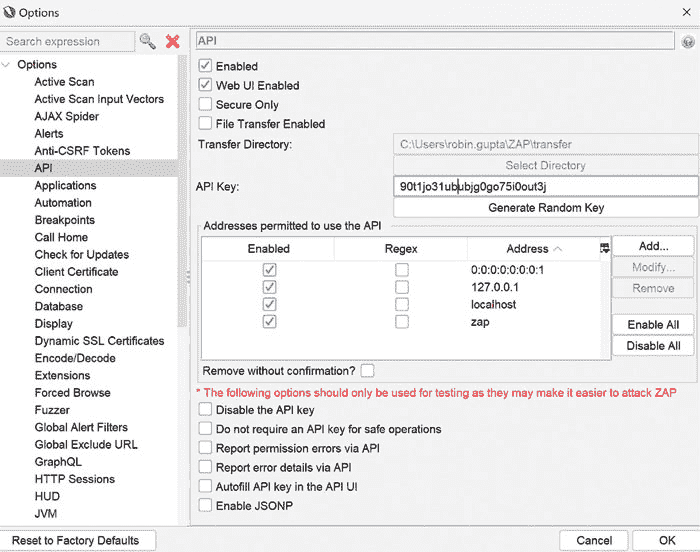 Options
Search expression
Options
Active Scan
Active Scan Input Vectors
AJAX Spider
Alerts
Anti-CSRF Tokens
API
Applications
Automation
Breakpoints
Call Home
Check for Updates
Client Certificate
Connection
Database
Display
Dynamic SSL Certificates
Encode/Decode
Extensions
Forced Browse
Fuzzer
Global Alert Filters
Global Exclude URL
GraphQL
HTTP Sessions
HUD
JVM
API
Enabled
Web UI Enabled
Secure Only
File Transfer Enabled
Transfer Directory: C:\Users\robin.gupta\ZAP\transfer
Select Directory
API Key: 90t1jo31ububjg0go75i0out3j
Generate Random Key
Addresses permitted to use the API
Enabled Regex Address
0:0:0:0:0:0:0:1
127.0.0.1
localhost
zap
Add...
Modify...
Remove
Enable All
Disable All
Remove without confirmation?
* The following options should only be used for testing as they may make it easier to attack ZAP
Disable the API key
Do not require an API key for safe operations
Report permission errors via API
Report error details via API
Autofill API key in the API UI
Enable JSONP
Reset to Factory Defaults Cancel OK